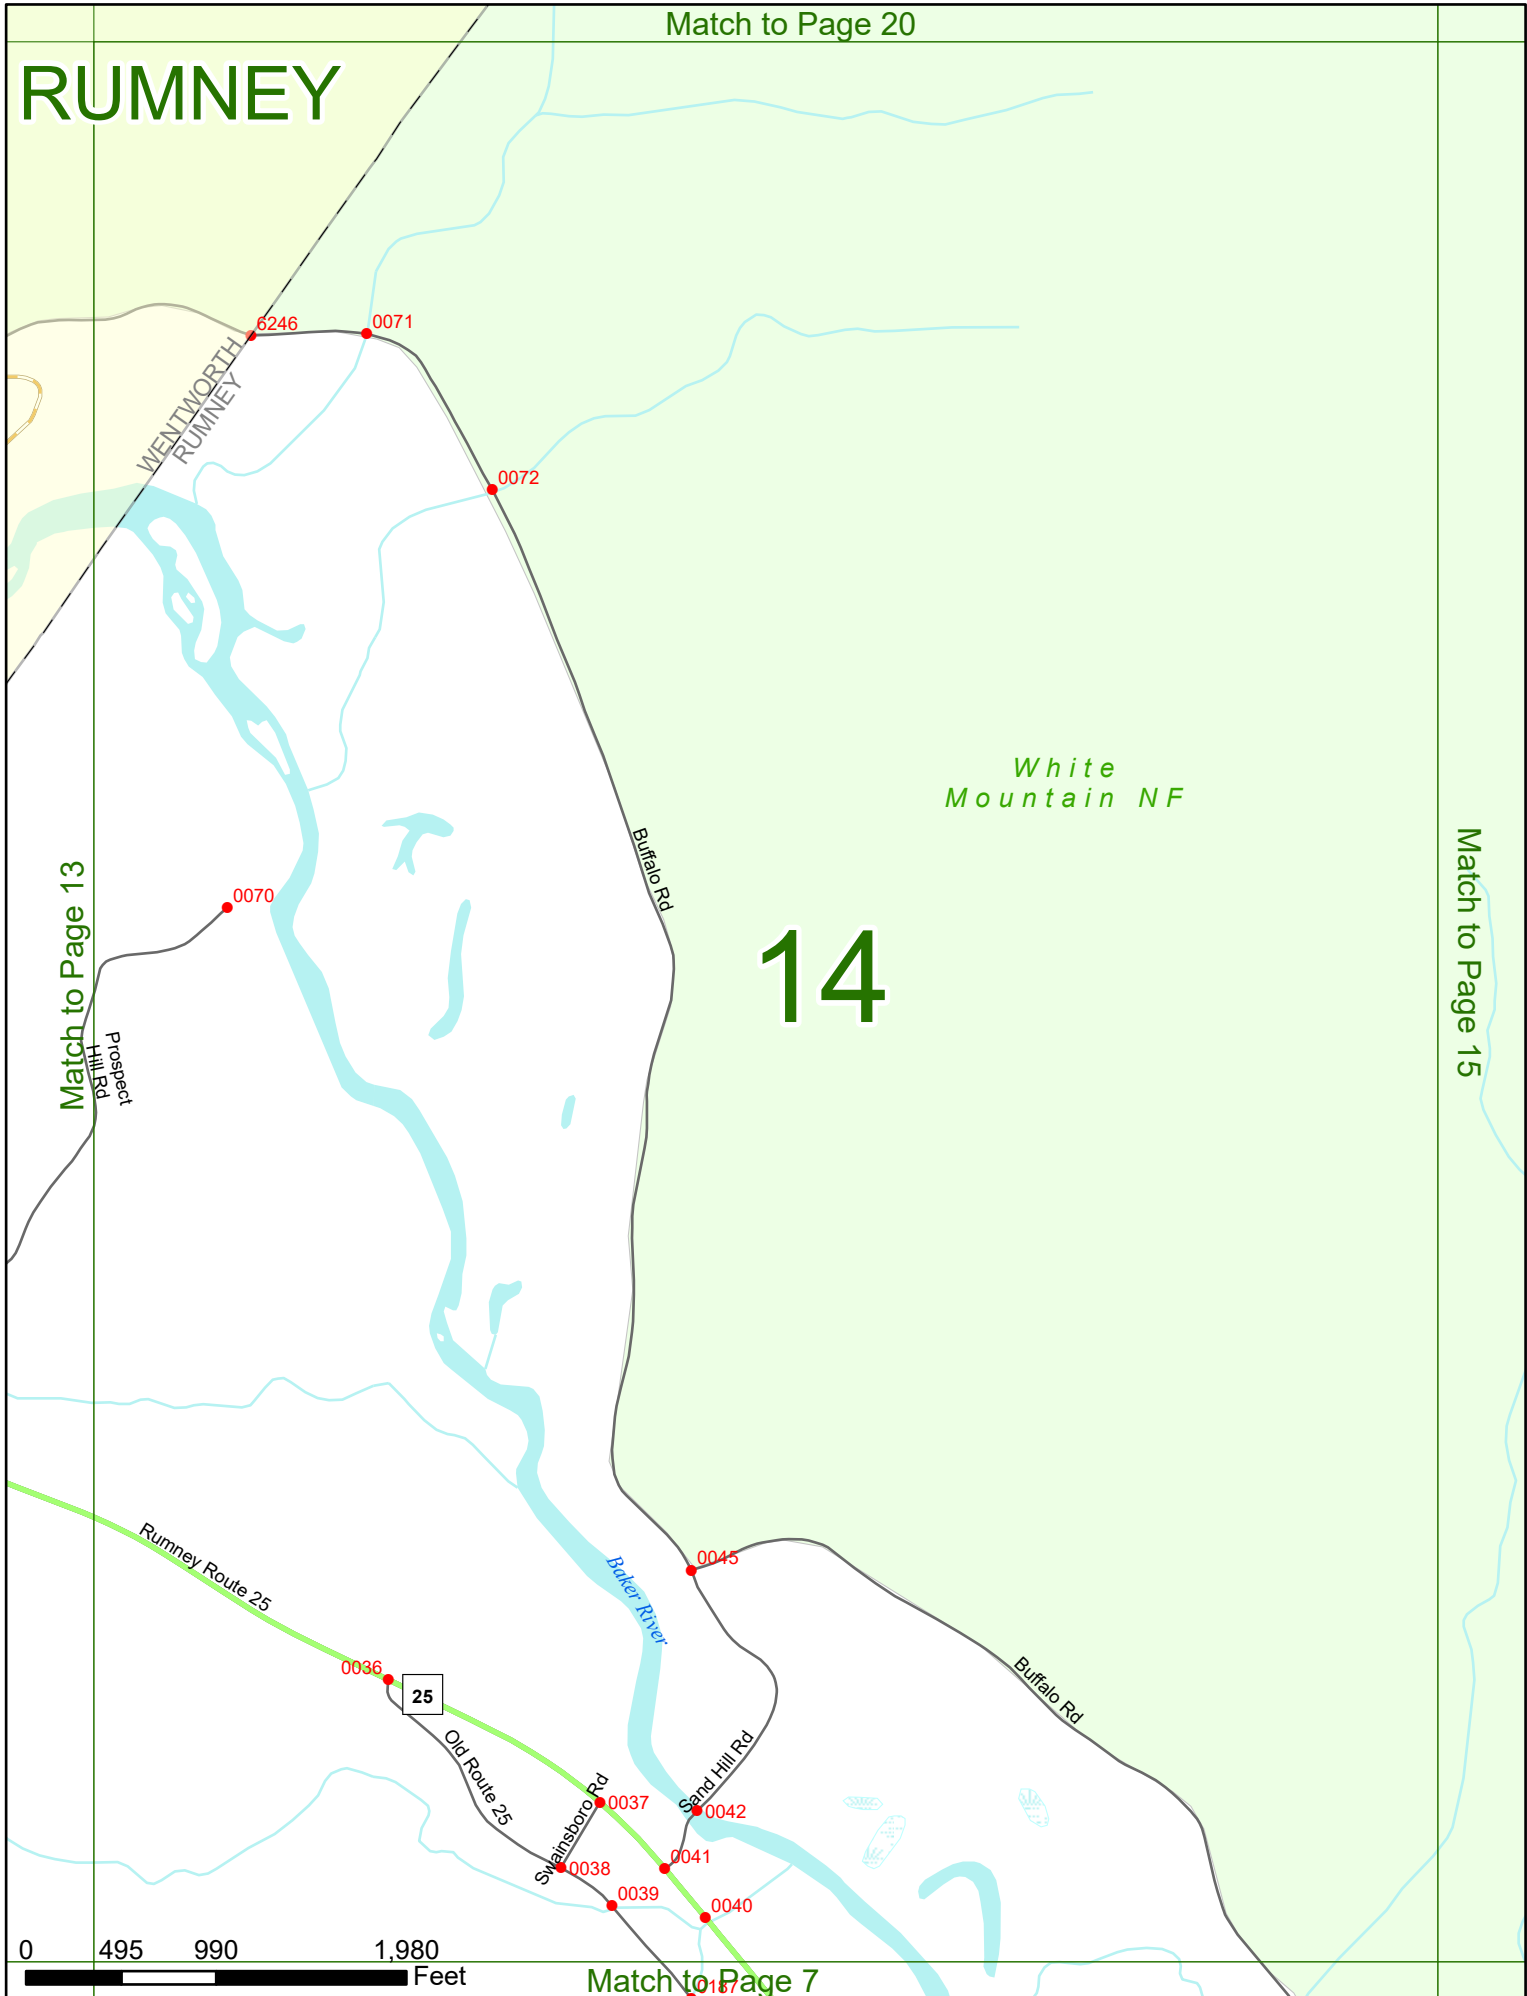 Match to Page 20
RUMNEY
6246
0071
WENTWORTH
RUMNEY
0072
White
Mountain NF
Buffalo Rd
Match to Page 13
Match to Page 15
0070
14
Prospect
Hill Rd
0045
Rumney Route 25
Baker River
0036
25
Buffalo Rd
Old Route 25
Sand Hill Rd
Swainsboro Rd
0037
0042
0041
0038
0039
0040
0 495 990 1,980
Feet
Match to Page 7
0187